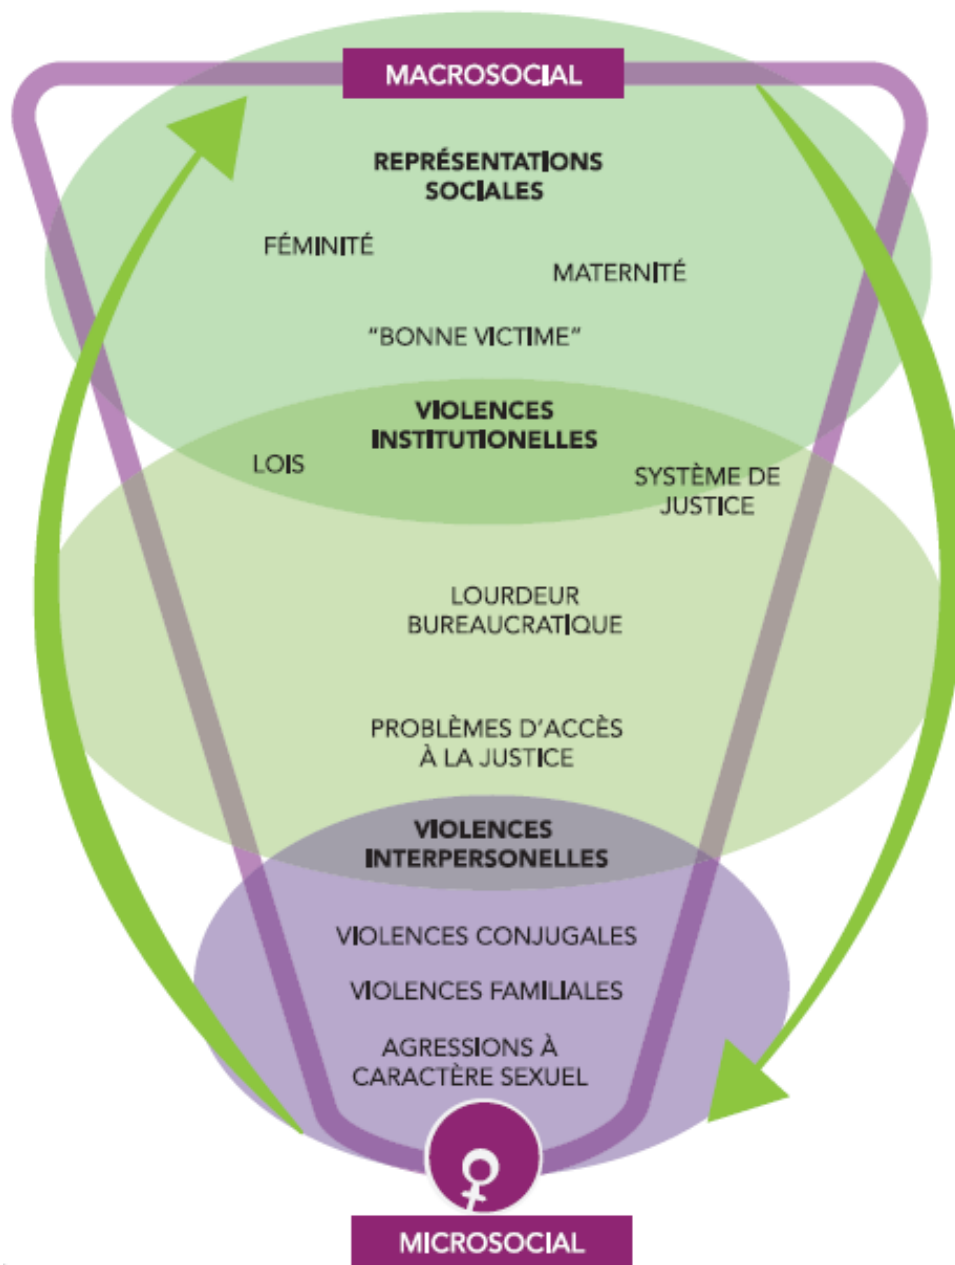 MACROSOCIAL
REPRÉSENTATIONS
SOCIALES
FÉMINITÉ
MATERNITÉ
“BONNE VICTIME”
VIOLENCES
INSTITUTIONELLES
LOIS
SYSTÈME DE
JUSTICE
LOURDEUR
BUREAUCRATIQUE
PROBLÈMES D’ACCÈS
À LA JUSTICE
VIOLENCES
INTERPERSONELLES
VIOLENCES CONJUGALES
VIOLENCES FAMILIALES
AGRESSIONS À
CARACTÈRE SEXUEL
MICROSOCIAL